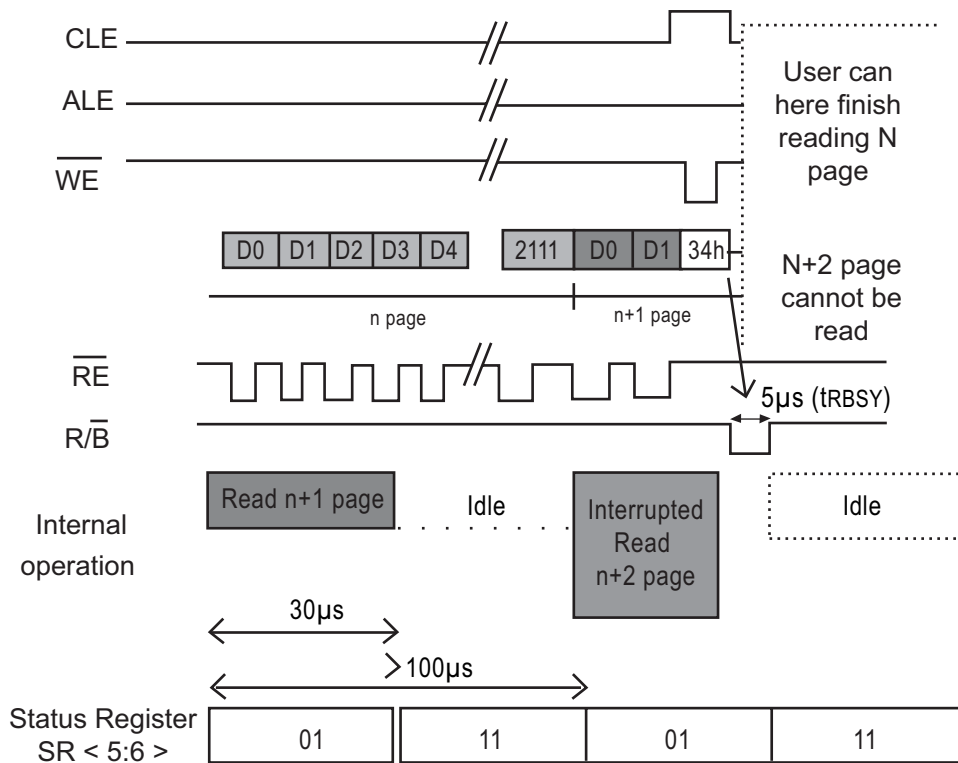 CLE
ALE
WE
User can
here finish
reading N
page
D0 D1 D2 D3 D4 2111 D0 D1 34h
n page
n+1 page
N+2 page
cannot be
read
RE
5µs (tRBSY)
R/B
Internal
operation
Read n+1 page
Idle
Interrupted
Read
n+2 page
Idle
30µs
100µs
Status Register
SR < 5:6 >
01 11 01 11